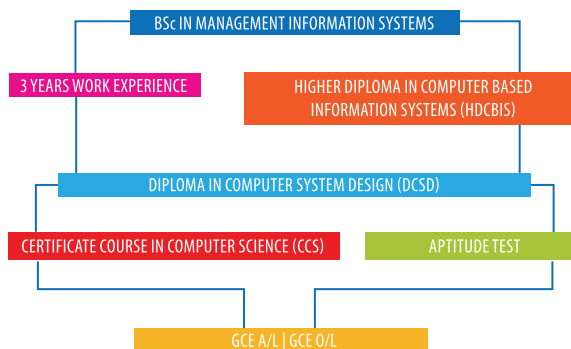 BSc IN MANAGEMENT INFORMATION SYSTEMS
3 YEARS WORK EXPERIENCE
HIGHER DIPLOMA IN COMPUTER BASED
INFORMATION SYSTEMS (HDCBIS)
DIPLOMA IN COMPUTER SYSTEM DESIGN (DCSD)
CERTIFICATE COURSE IN COMPUTER SCIENCE (CCS)
APTITUDE TEST
GCE A/L | GCE O/L